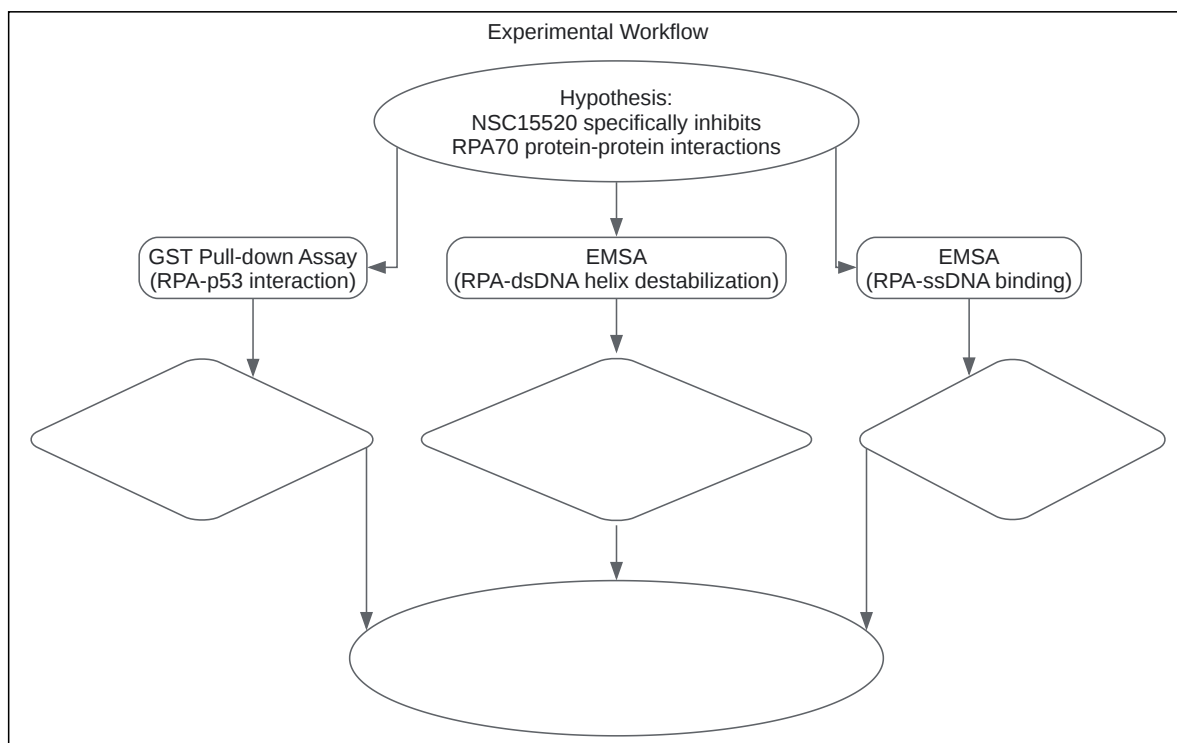 Experimental Workflow
Hypothesis:
NSC15520 specifically inhibits
RPA70 protein-protein interactions
GST Pull-down Assay
(RPA-p53 interaction)
EMSA
(RPA-dsDNA helix destabilization)
EMSA
(RPA-ssDNA binding)